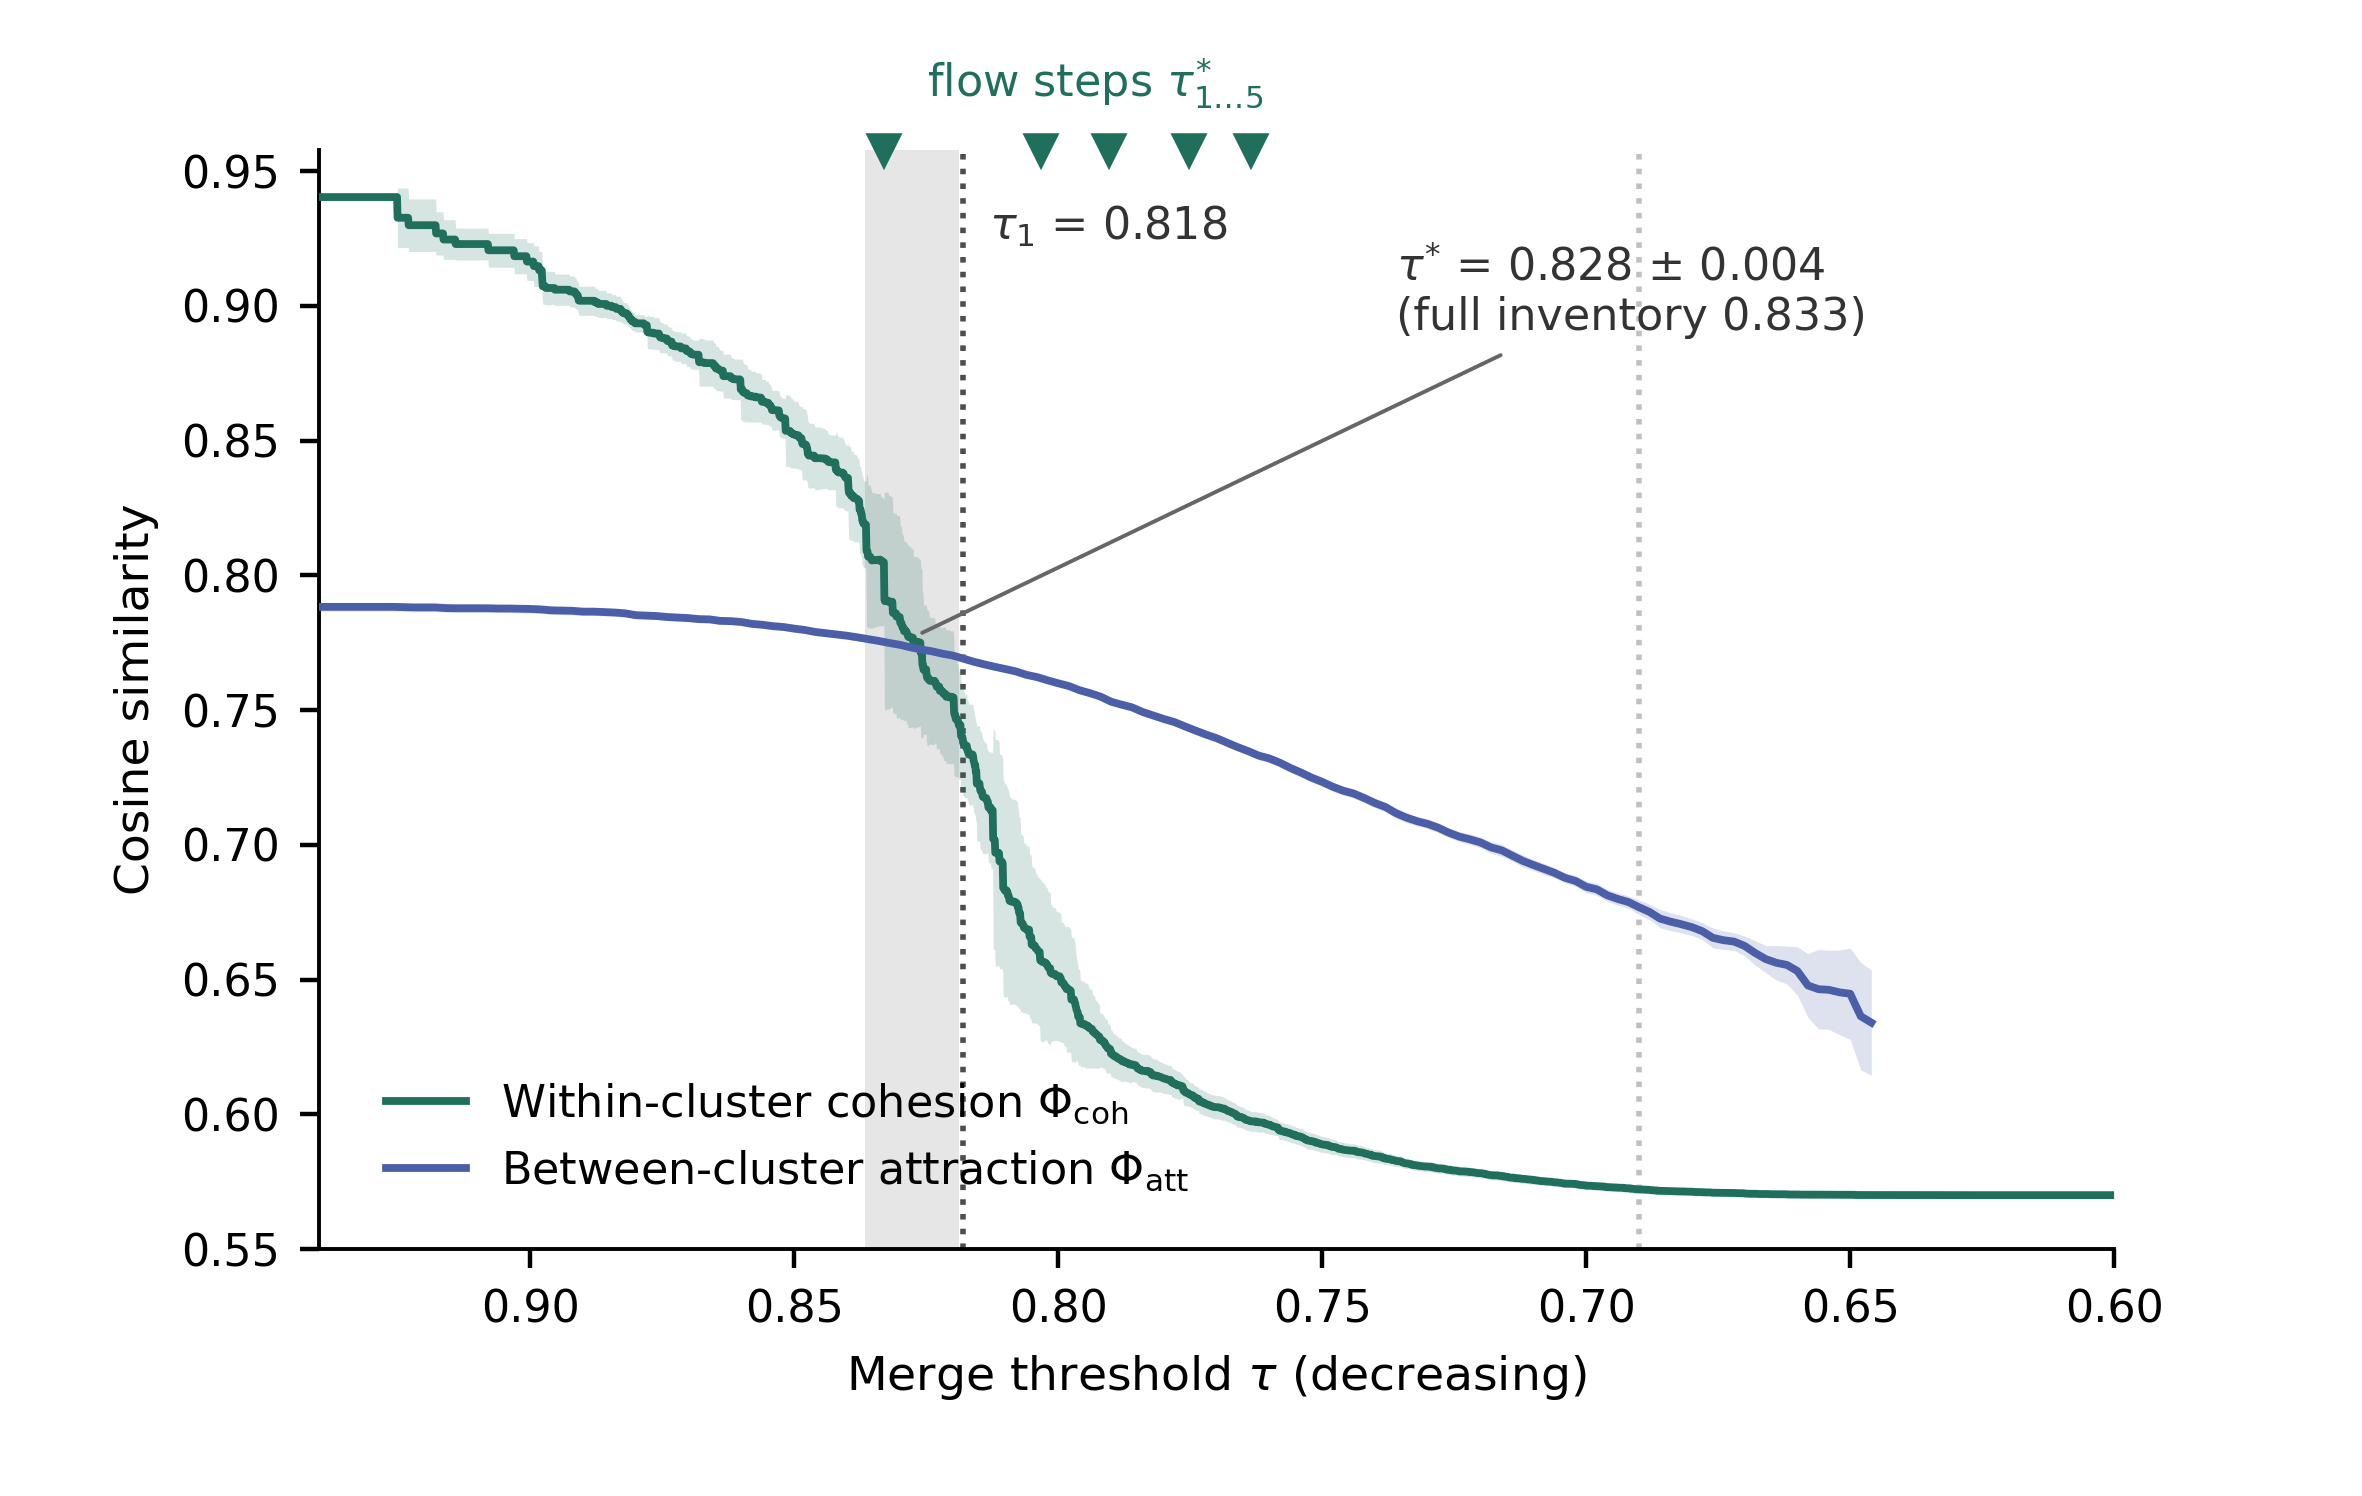 flow steps τ*1...5
τ1 = 0.818
τ* = 0.828 ± 0.004
(full inventory 0.833)
Cosine similarity
0.95
0.90
0.85
0.80
0.75
0.70
0.65
0.60
0.55
Within-cluster cohesion Φcoh
Between-cluster attraction Φatt
0.90 0.85 0.80 0.75 0.70 0.65 0.60
Merge threshold τ (decreasing)